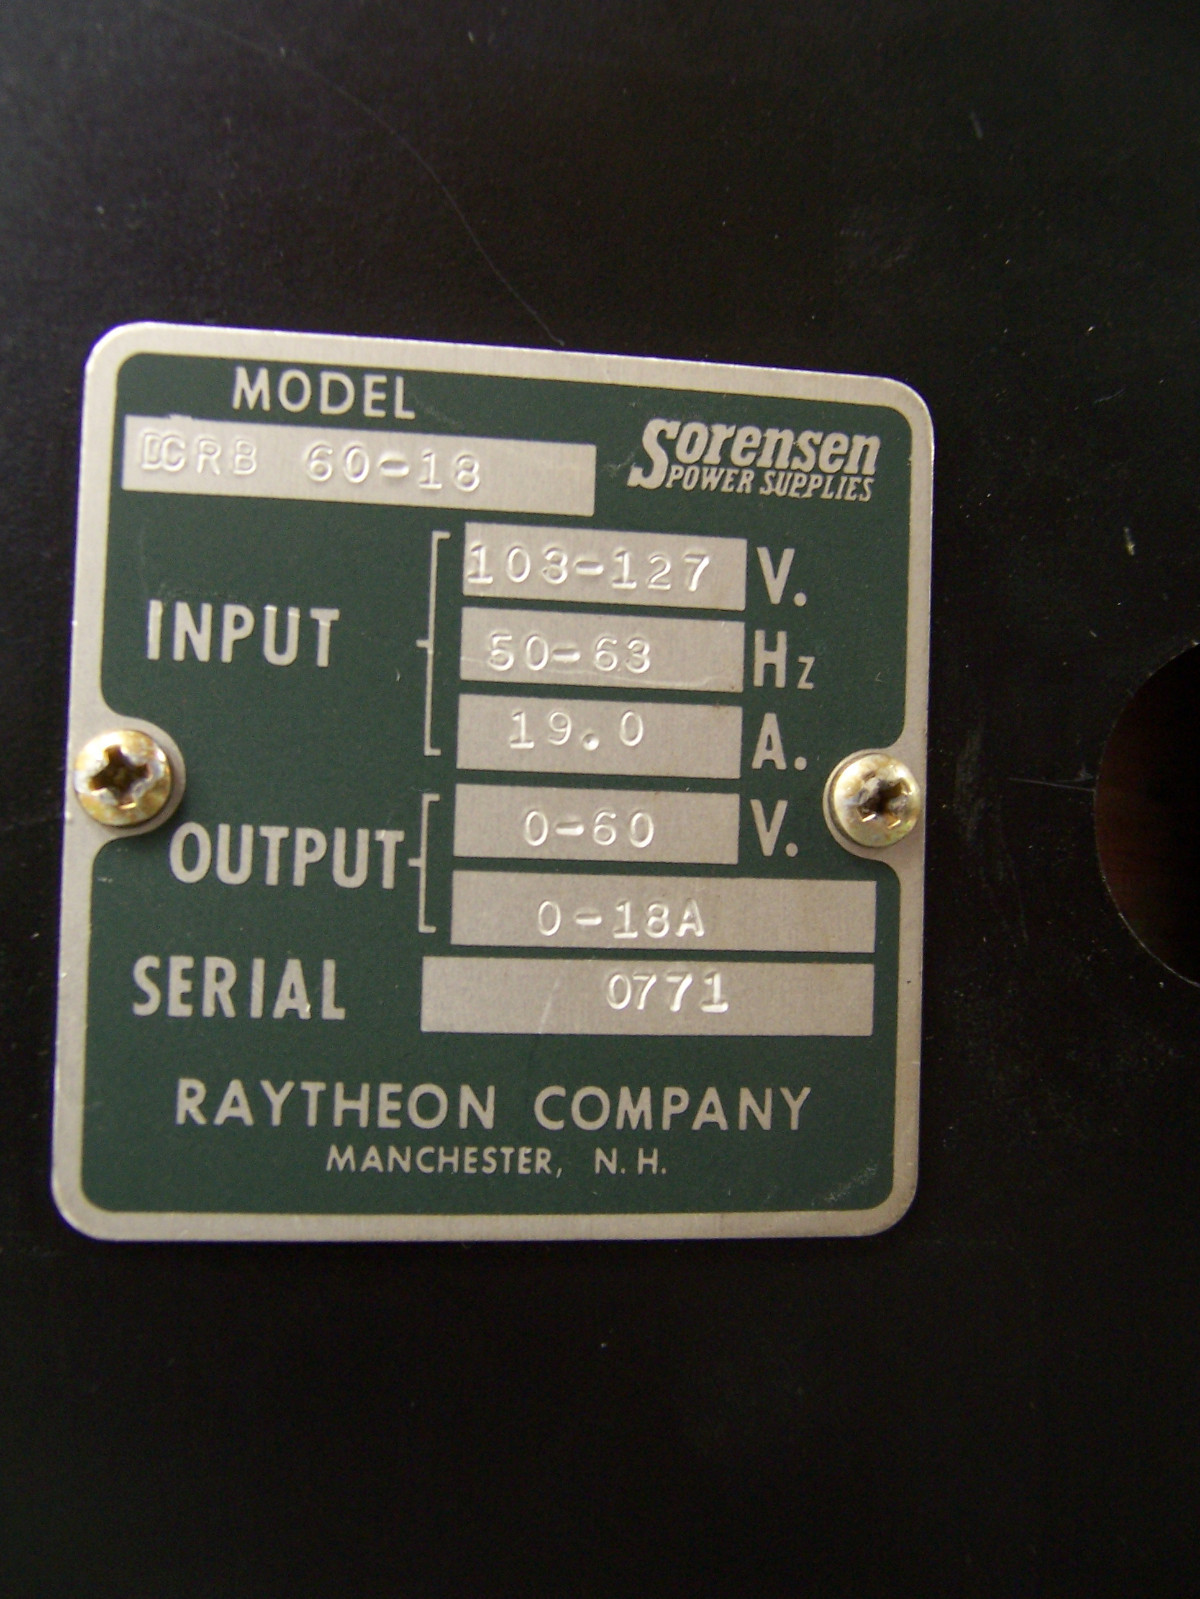 MODEL
DCRB 60-18
Sorensen
POWER SUPPLIES
INPUT
103-127 V.
50-63 Hz
19.0 A.
OUTPUT
0-60 V.
0-18A
SERIAL 0771
RAYTHEON COMPANY
MANCHESTER, N.H.